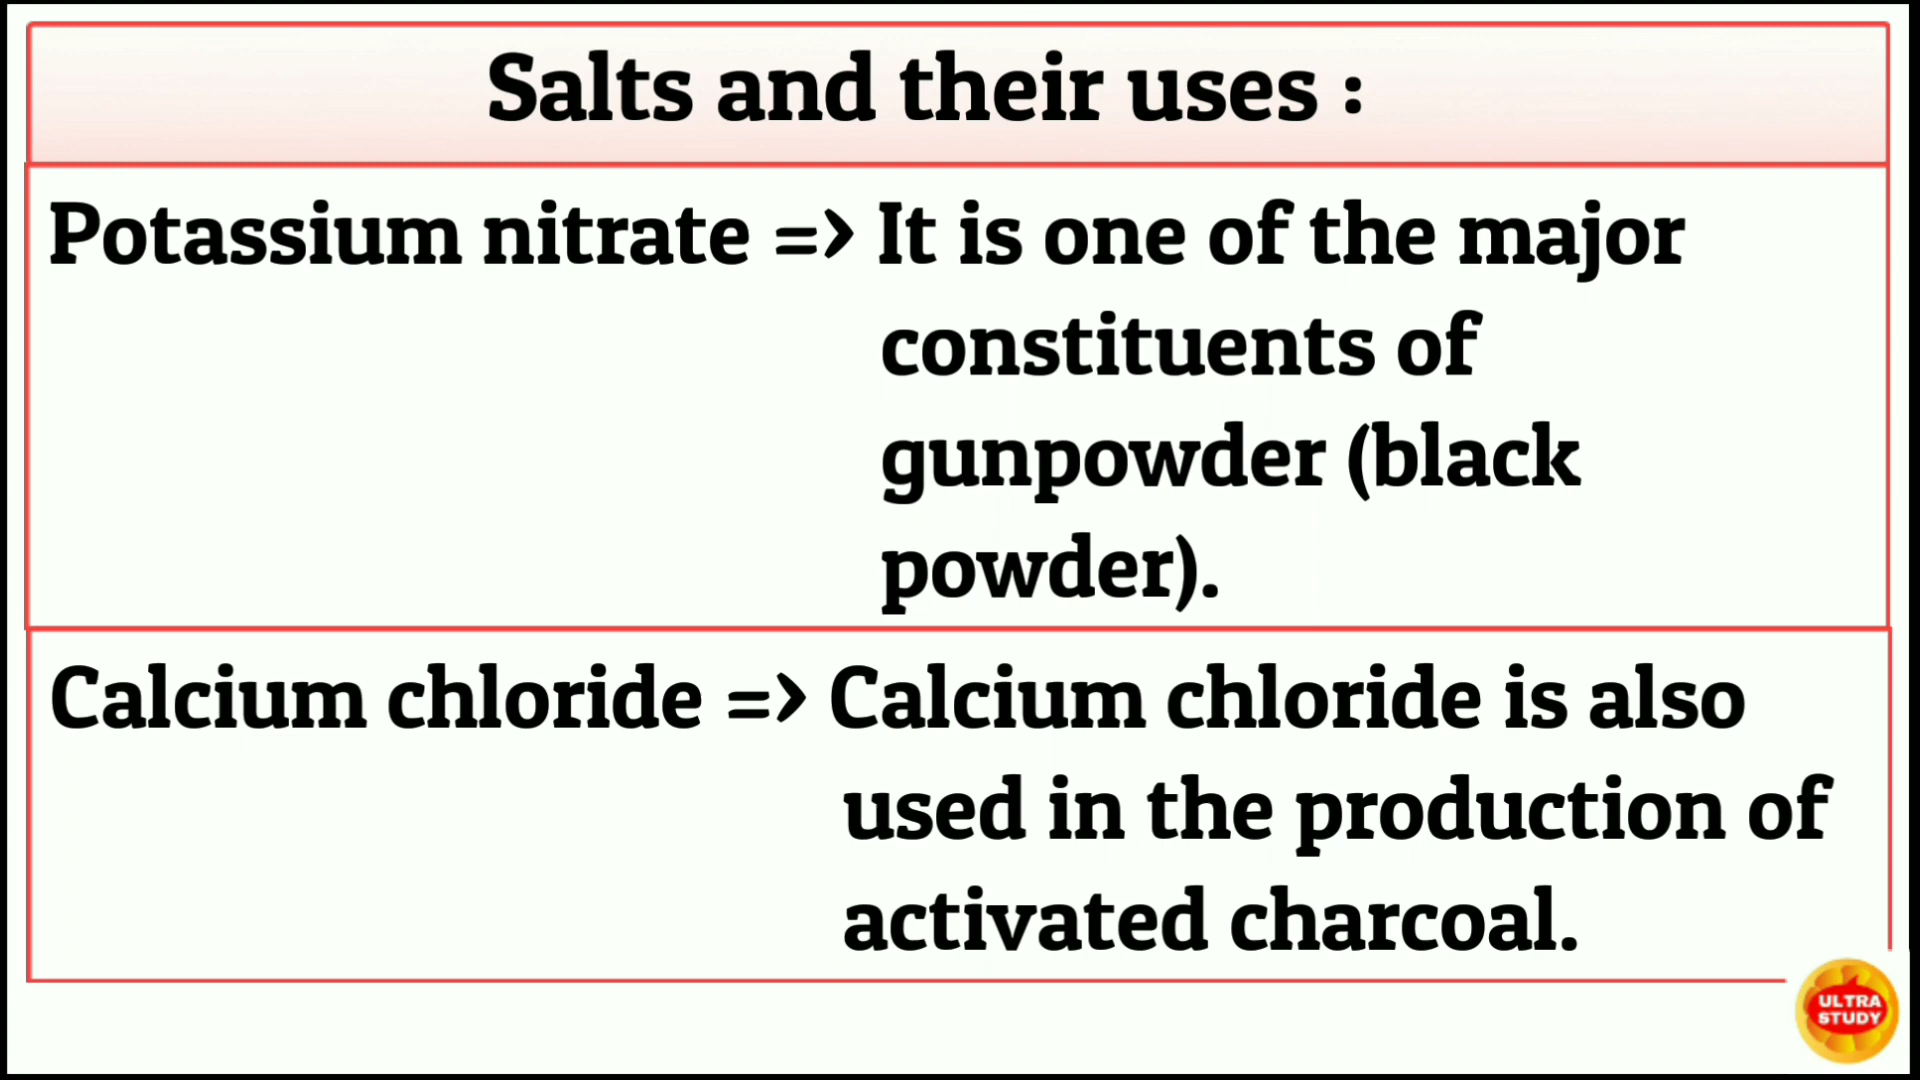 Salts and their uses :
Potassium nitrate => It is one of the major
constituents of
gunpowder (black
powder).
Calcium chloride => Calcium chloride is also
used in the production of
activated charcoal.
ULTRA
STUDY